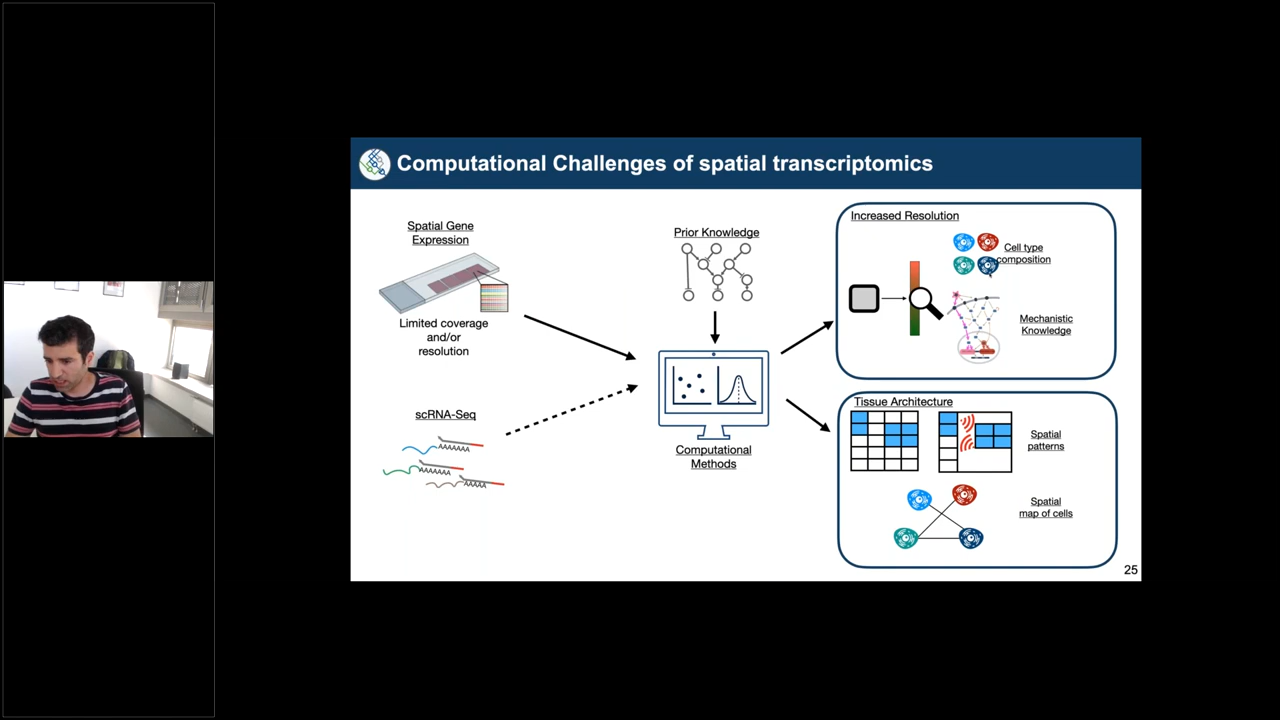 Computational Challenges of spatial transcriptomics
Spatial Gene
Expression
Limited coverage
and/or
resolution
scRNA-Seq
Prior Knowledge
Computational
Methods
Increased Resolution
Cell type
composition
Mechanistic
Knowledge
Tissue Architecture
Spatial
patterns
Spatial
map of cells
25